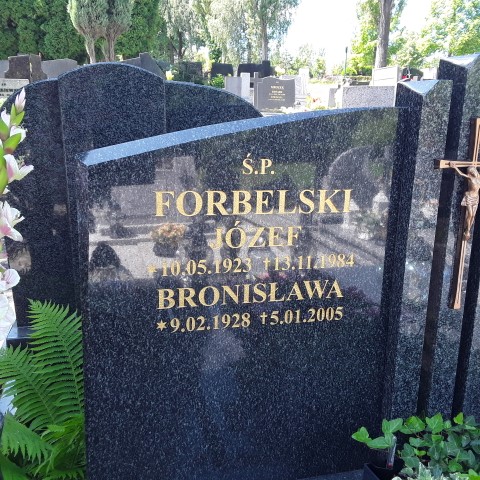 Ś.P.
FORBELSKI
JÓZEF
✶10.05.1923 †13.11.1984
BRONISŁAWA
✶9.02.1928 †5.01.2005